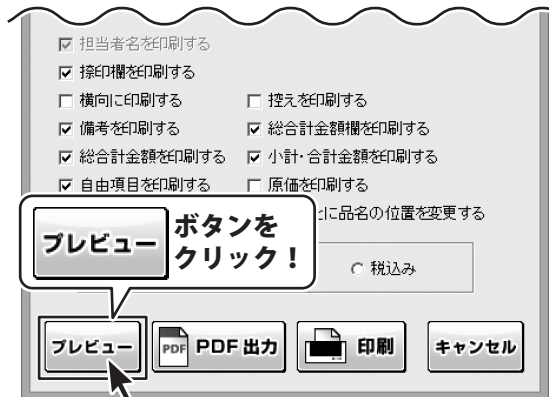 担当者名を印刷する
捺印欄を印刷する
横向に印刷する 控えを印刷する
備考を印刷する 総合計金額欄を印刷する
総合計金額を印刷する 小計・合計金額を印刷する
自由項目を印刷する 原価を印刷する
とに品名の位置を変更する
プレビュー ボタンを
クリック!
税込み
プレビュー PDF PDF 出力 印刷 キャンセル